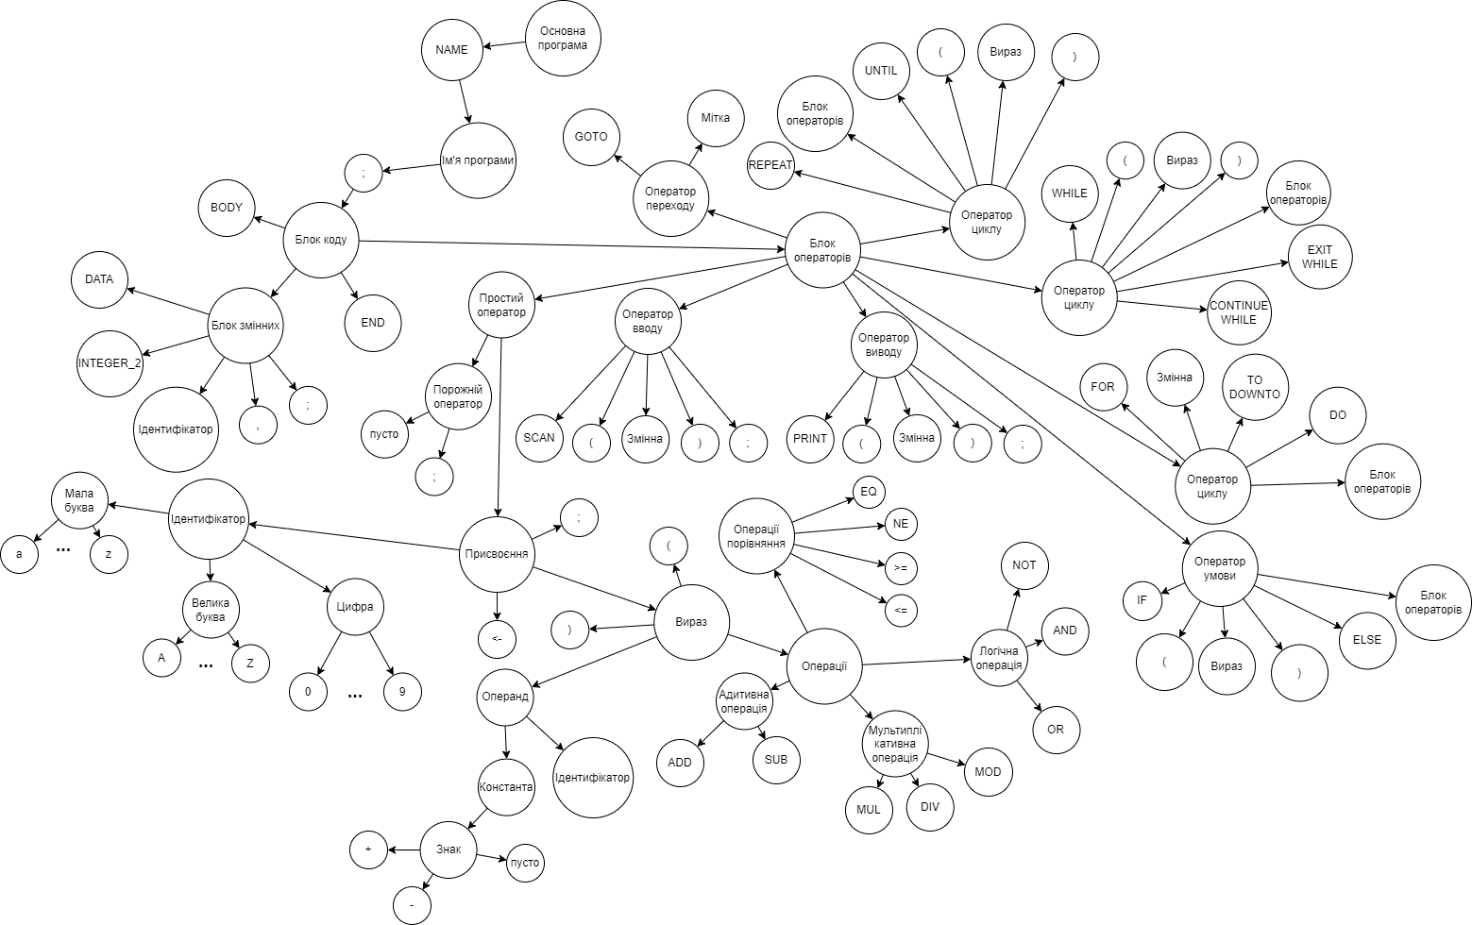 Основна
програма
NAME
Ім'я програми
;
BODY
Блок коду
END
DATA
Блок змінних
INTEGER_2
Ідентифікатор
,
;
GOTO
Мітка
Оператор
переходу
Блок
операторів
REPEAT
Блок
операторів
UNTIL
(
Вираз
)
Оператор
циклу
WHILE
(
Вираз
)
Блок
операторів
EXIT
WHILE
CONTINUE
WHILE
Оператор
циклу
FOR
Змінна
TO
DOWNTO
DO
Блок
операторів
Оператор
циклу
Простий
оператор
Порожній
оператор
пусто
;
Оператор
вводу
SCAN
(
Змінна
)
;
Оператор
виводу
PRINT
(
Змінна
)
;
Оператор
умови
IF
(
Вираз
)
ELSE
Блок
операторів
Присвоєння
;
<-
Ідентифікатор
Мала
буква
a
...
z
Велика
буква
A
...
Z
Цифра
0
...
9
Вираз
(
)
Операнд
Константа
Ідентифікатор
Знак
+
-
пусто
Операції
Операції
порівняння
EQ
NE
>=
<=
Логічна
операція
NOT
AND
OR
Адитивна
операція
ADD
SUB
Мультиплі
кативна
операція
MUL
DIV
MOD